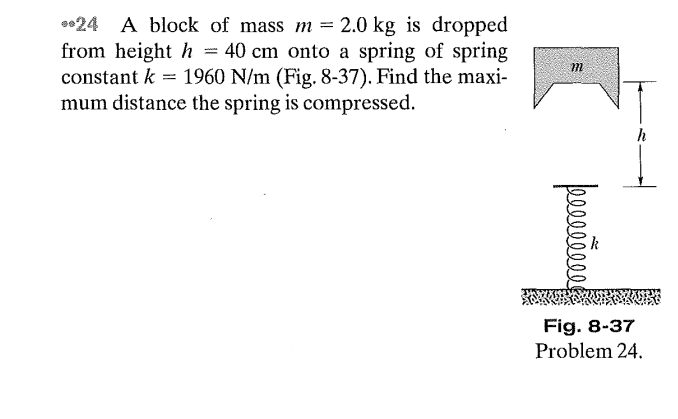 ••24 A block of mass m = 2.0 kg is dropped
from height h = 40 cm onto a spring of spring
constant k = 1960 N/m (Fig. 8-37). Find the maxi-
mum distance the spring is compressed.
m
h
k
Fig. 8-37
Problem 24.